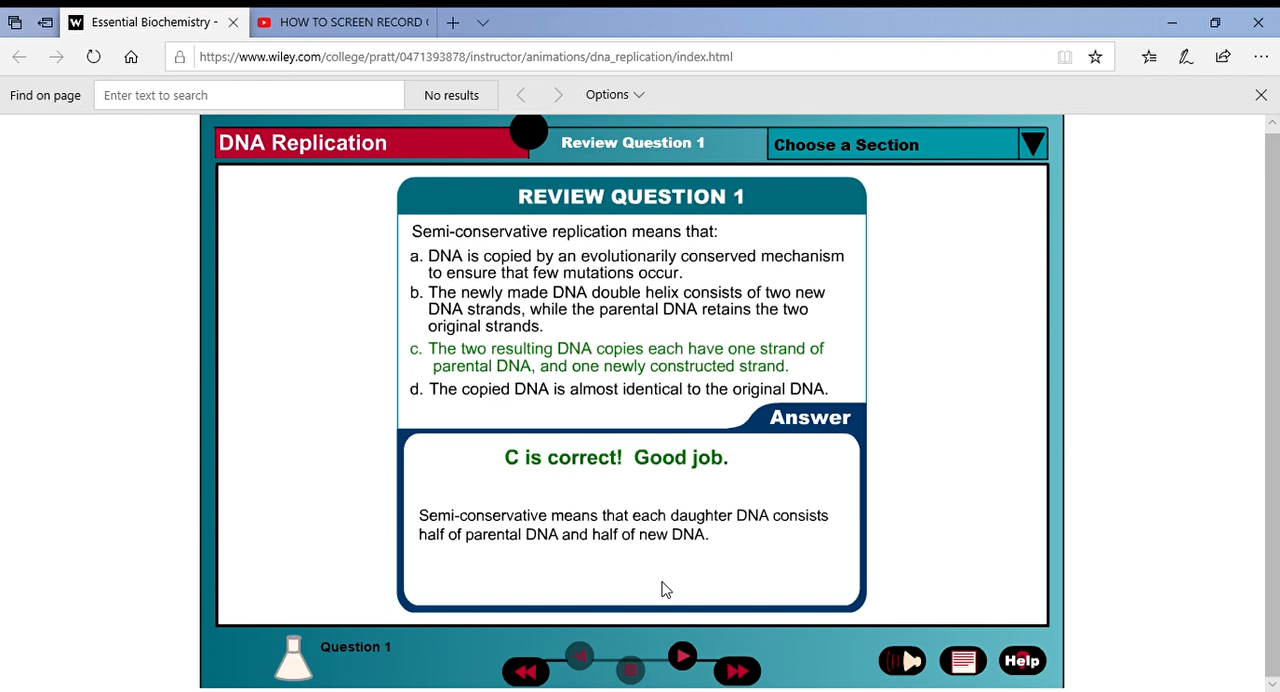 Essential Biochemistry -
HOW TO SCREEN RECORD (
https://www.wiley.com/college/pratt/0471393878/instructor/animations/dna_replication/index.html
Find on page
Enter text to search
No results
Options
DNA Replication
Review Question 1
Choose a Section
REVIEW QUESTION 1
Semi-conservative replication means that:
a. DNA is copied by an evolutionarily conserved mechanism
to ensure that few mutations occur.
b. The newly made DNA double helix consists of two new
DNA strands, while the parental DNA retains the two
original strands.
c. The two resulting DNA copies each have one strand of
parental DNA, and one newly constructed strand.
d. The copied DNA is almost identical to the original DNA.
Answer
C is correct! Good job.
Semi-conservative means that each daughter DNA consists
half of parental DNA and half of new DNA.
Question 1
Help